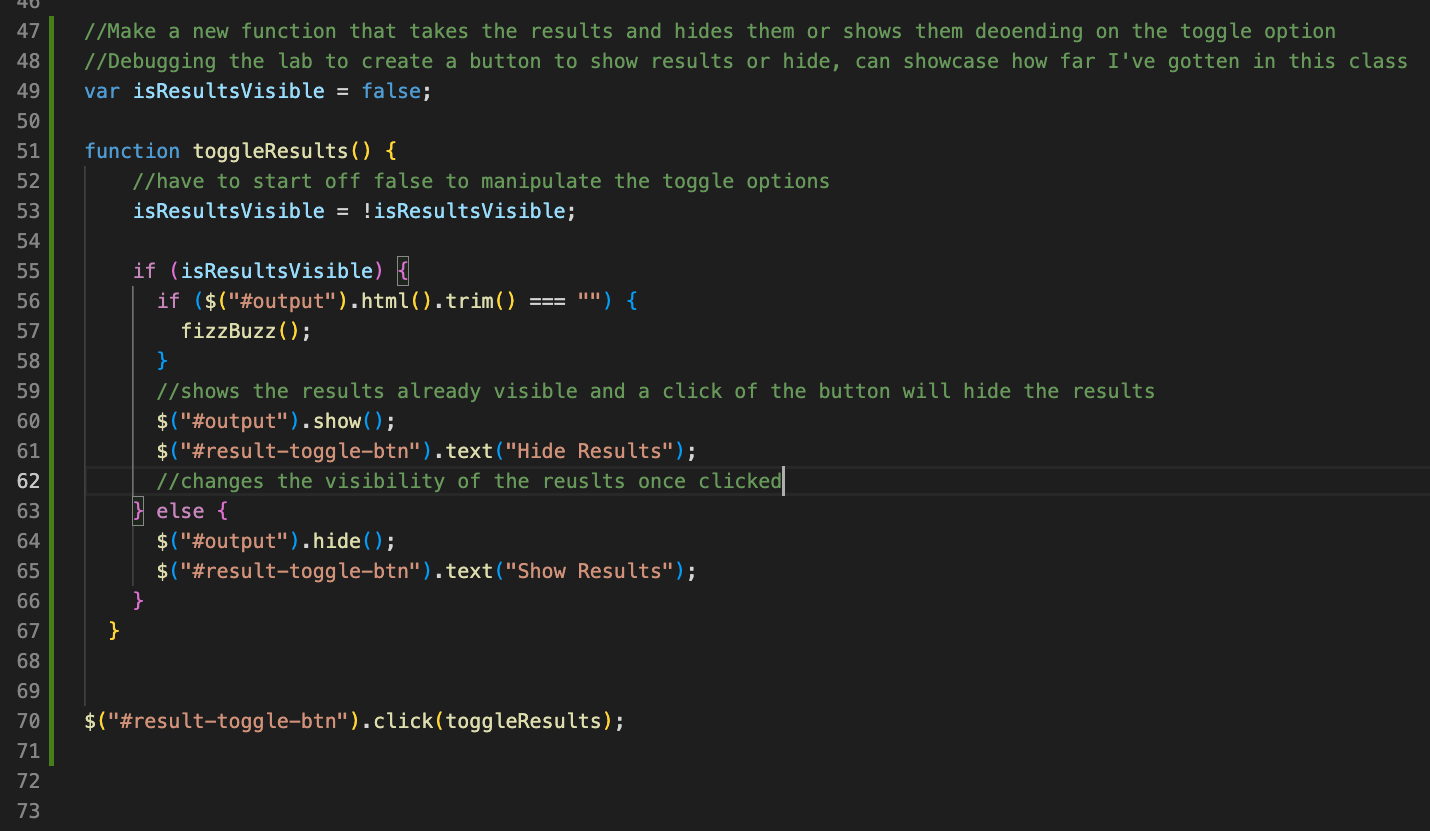 46
47 //Make a new function that takes the results and hides them or shows them deoending on the toggle option
48 //Debugging the lab to create a button to show results or hide, can showcase how far I've gotten in this class
49 var isResultsVisible = false;
50
51 function toggleResults() {
52 //have to start off false to manipulate the toggle options
53 isResultsVisible = !isResultsVisible;
54
55 if (isResultsVisible) {
56 if ($("#output").html().trim() === "") {
57 fizzBuzz();
58 }
59 //shows the results already visible and a click of the button will hide the results
60 $("#output").show();
61 $("#result-toggle-btn").text("Hide Results");
62 //changes the visibility of the reuslts once clicked
63 } else {
64 $("#output").hide();
65 $("#result-toggle-btn").text("Show Results");
66 }
67 }
68
69
70 $("#result-toggle-btn").click(toggleResults);
71
72
73